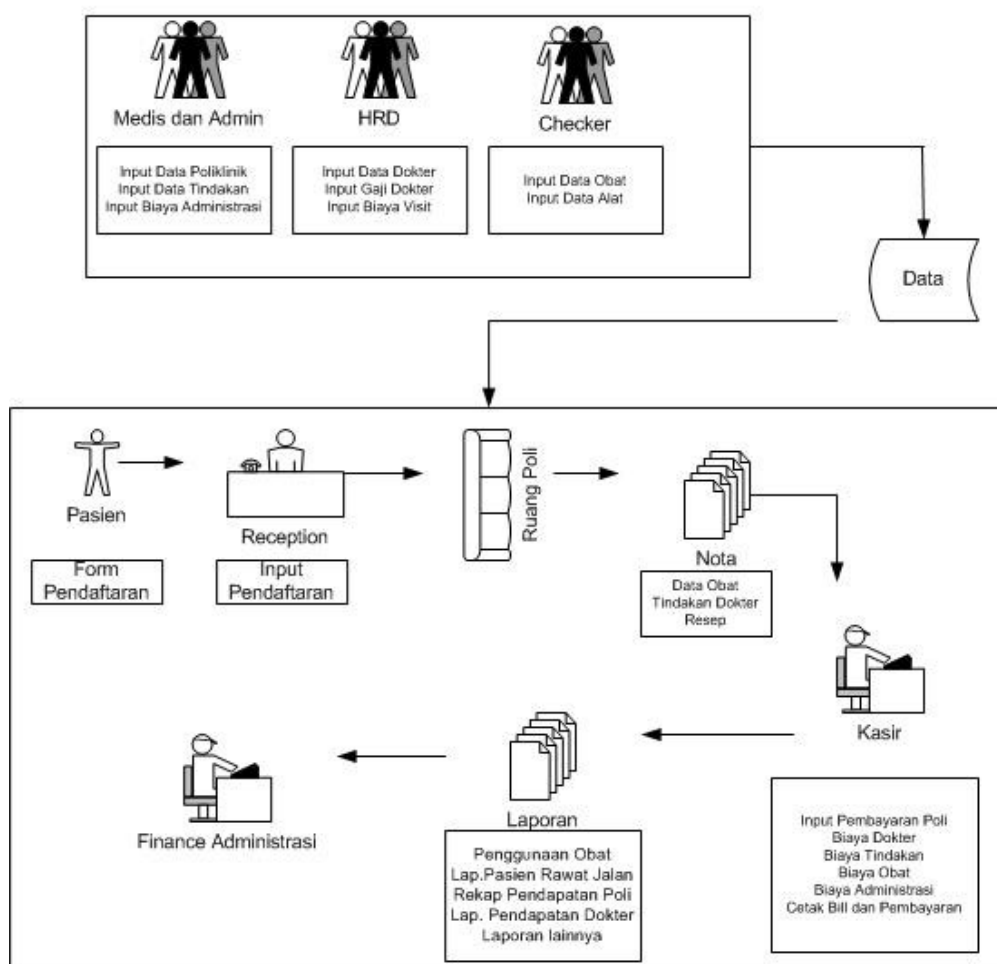 Medis dan Admin
HRD
Checker
Input Data Poliklinik
Input Data Tindakan
Input Biaya Administrasi
Input Data Dokter
Input Gaji Dokter
Input Biaya Visit
Input Data Obat
Input Data Alat
Data
Pasien
Form
Pendaftaran
Reception
Input
Pendaftaran
Ruang Poli
Nota
Data Obat
Tindakan Dokter
Resep
Kasir
Input Pembayaran Poli
Biaya Dokter
Biaya Tindakan
Biaya Obat
Biaya Administrasi
Cetak Bill dan Pembayaran
Laporan
Penggunaan Obat
Lap.Pasien Rawat Jalan
Rekap Pendapatan Poli
Lap. Pendapatan Dokter
Laporan lainnya
Finance Administrasi